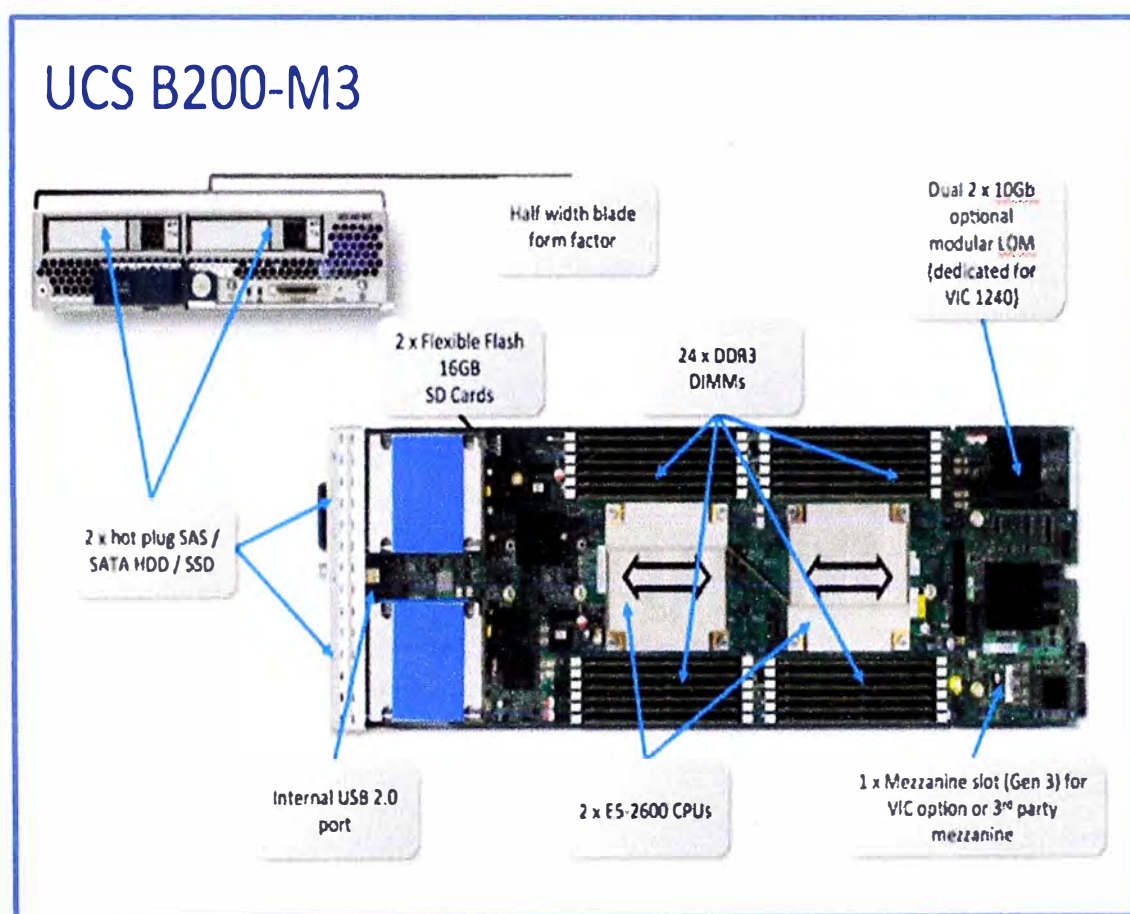 UCS B200-M3
Half width blade
form factor
Dual 2 x 10Gb
optional
modular LOM
(dedicated for
VIC 1240)
2 x Flexible Flash
16GB
SD Cards
24 x DDR3
DIMMs
2 x hot plug SAS /
SATA HDD / SSD
Internal USB 2.0
port
2 x E5-2600 CPUs
1 x Mezzanine slot (Gen 3) for
VIC option or 3rd party
mezzanine